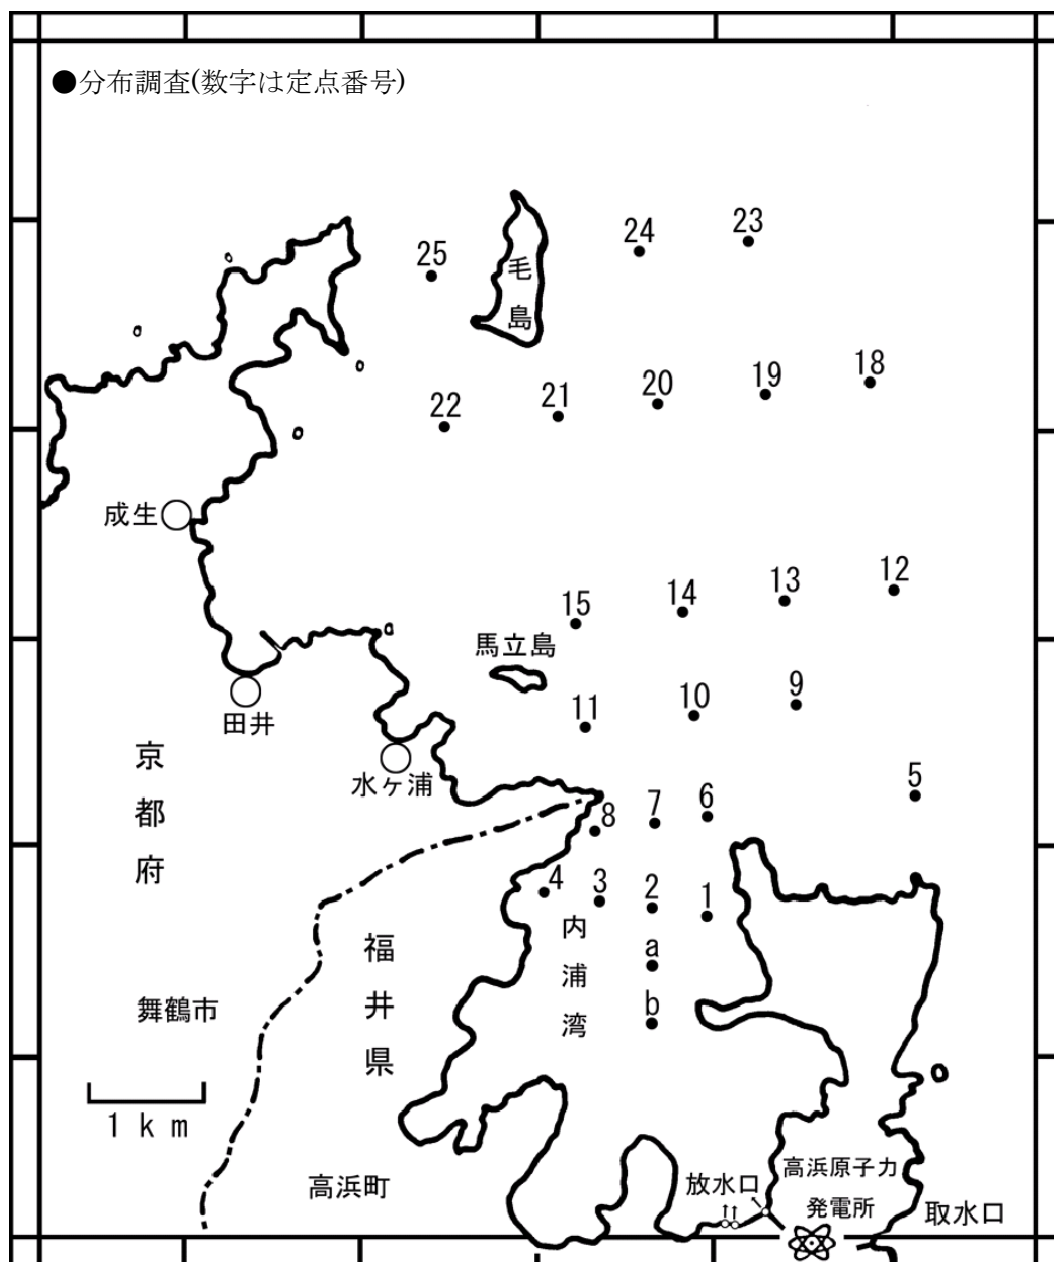 ●分布調査(数字は定点番号)
23
24
25
毛島
18
19
20
21
22
成生
12
13
14
15
馬立島
9
10
11
田井
水ヶ浦
京都府
5
6
7
8
4
3
2
1
内浦湾
a
b
福井県
舞鶴市
1 km
高浜町
放水口
高浜原子力
発電所
取水口